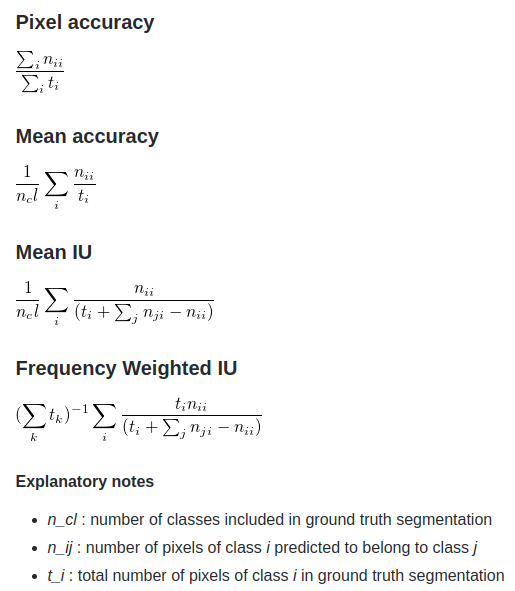 Pixel accuracy
\frac{\sum_i n_{ii}}{\sum_i t_i}
Mean accuracy
\frac{1}{n_c l} \sum_i \frac{n_{ii}}{t_i}
Mean IU
\frac{1}{n_c l} \sum_i \frac{n_{ii}}{(t_i + \sum_j n_{ji} - n_{ii})}
Frequency Weighted IU
(\sum_k t_k)^{-1} \sum_i \frac{t_i n_{ii}}{(t_i + \sum_j n_{ji} - n_{ii})}
Explanatory notes
• n_cl : number of classes included in ground truth segmentation
• n_ij : number of pixels of class i predicted to belong to class j
• t_i : total number of pixels of class i in ground truth segmentation